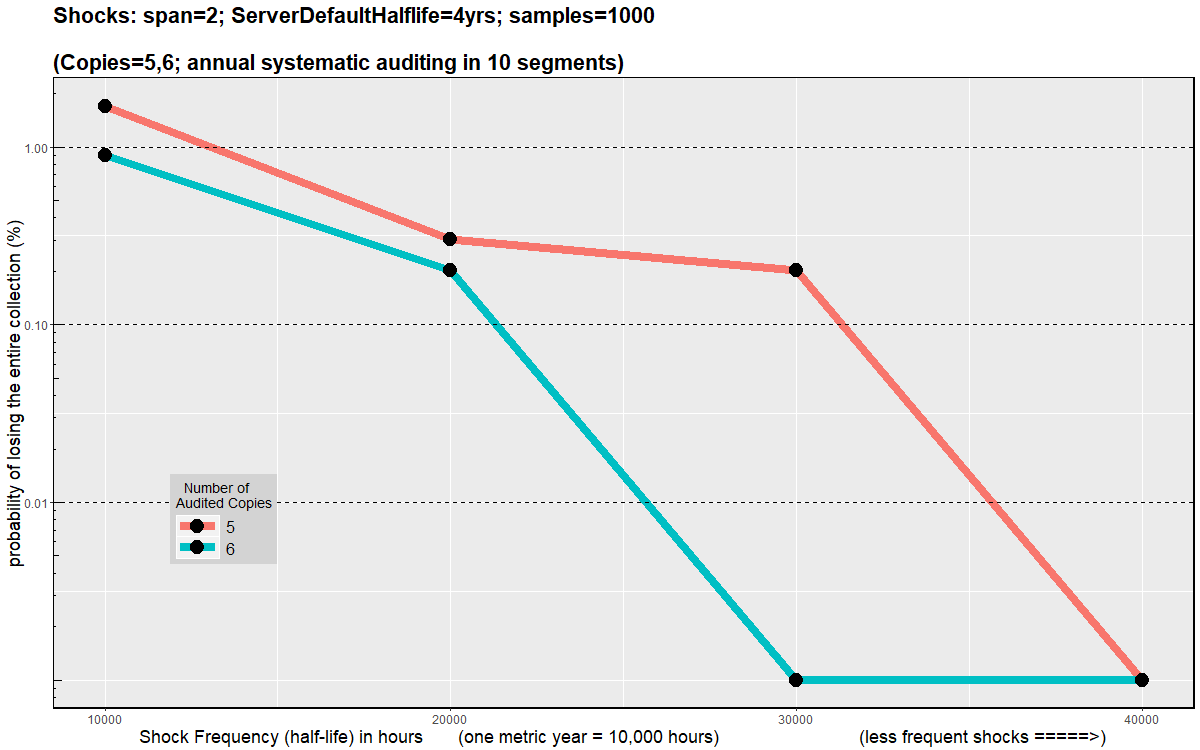 Shocks: span=2; ServerDefaultHalflife=4yrs; samples=1000
(Copies=5,6; annual systematic auditing in 10 segments)
probability of losing the entire collection (%)
1.00
0.10
0.01
Number of
Audited Copies
5
6
10000 20000 30000 40000
Shock Frequency (half-life) in hours (one metric year = 10,000 hours) (less frequent shocks =====>)